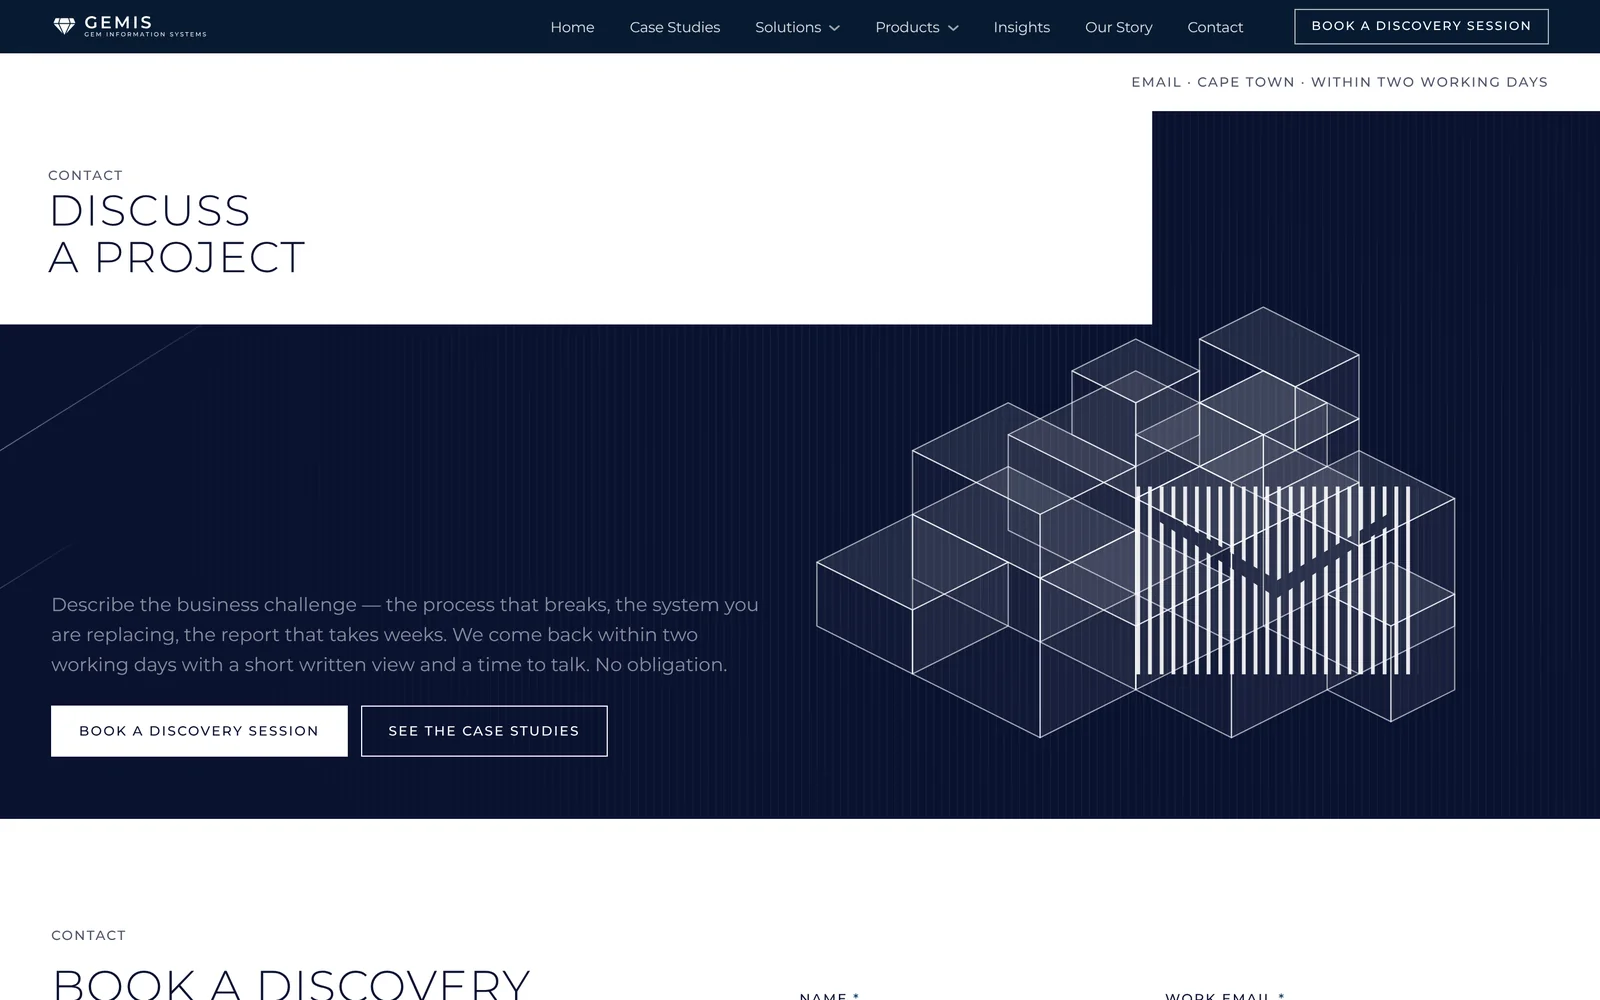 GEMIS
GEM INFORMATION SYSTEMS
Home
Case Studies
Solutions
Products
Insights
Our Story
Contact
BOOK A DISCOVERY SESSION
EMAIL · CAPE TOWN · WITHIN TWO WORKING DAYS
CONTACT
DISCUSS
A PROJECT
Describe the business challenge — the process that breaks, the system you
are replacing, the report that takes weeks. We come back within two
working days with a short written view and a time to talk. No obligation.
BOOK A DISCOVERY SESSION
SEE THE CASE STUDIES
CONTACT
BOOK A DISCOVERY
NAME *
WORK EMAIL *